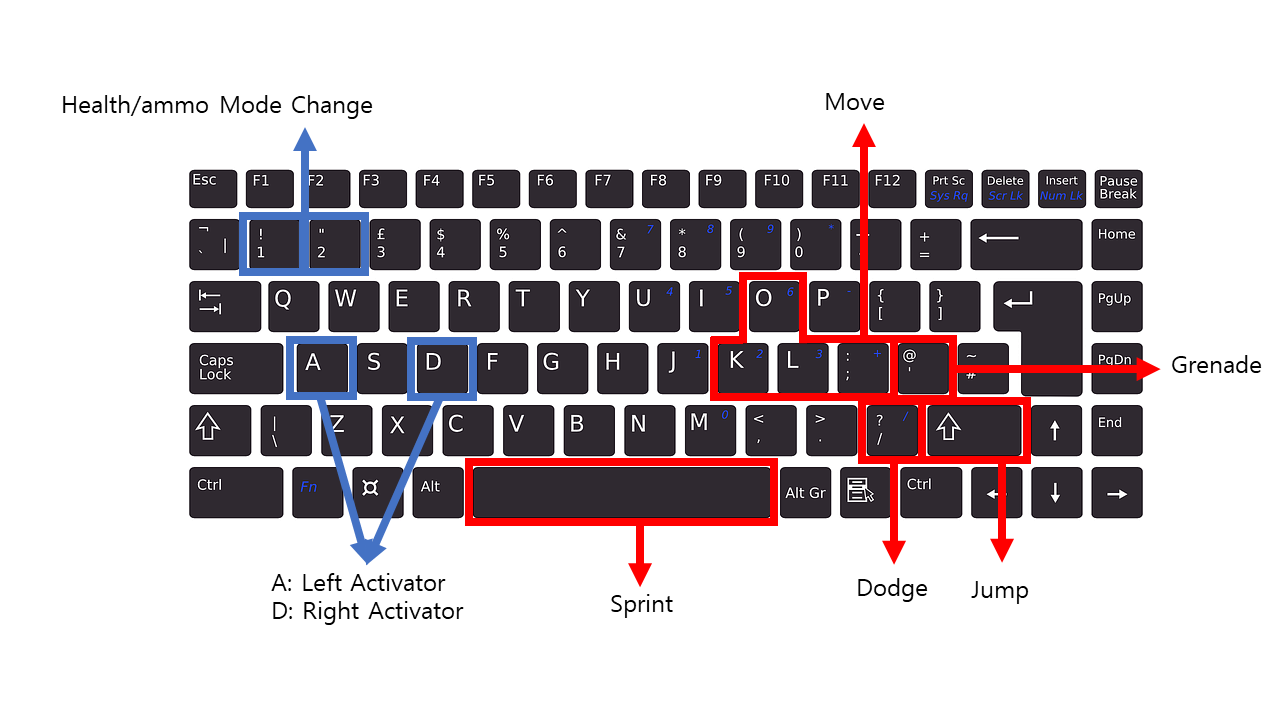 Health/ammo Mode Change
Move
Esc F1 F2 F3 F4 F5 F6 F7 F8 F9 F10 F11 F12 Prt Sc Delete Insert Pause
Sys Rq Scr Lk Num Lk Break
¬ ! " £ $ % ^ & 7 * 8 ( 9 ) * + Home
` | 1 2 3 4 5 6 7 8 9 0 =
Q W E R T Y U 4 I 5 O 6 P - { } PgUp
[ ]
Caps A S D F G H J 1 K 2 L 3 : + @ ~ PgDn Grenade
Lock ; ' #
| Z X C V B N M 0 < > ? / End
\ , . /
Ctrl Fn Alt Alt Gr Ctrl
A: Left Activator
D: Right Activator
Sprint
Dodge
Jump